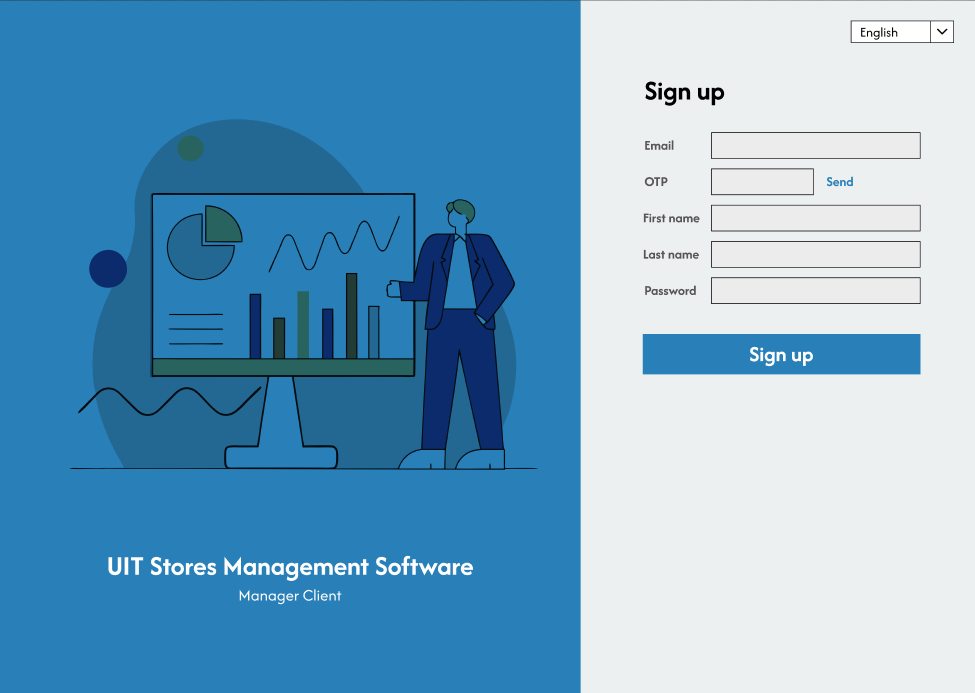 English
Sign up
Email
OTP Send
First name
Last name
Password
Sign up
UIT Stores Management Software
Manager Client